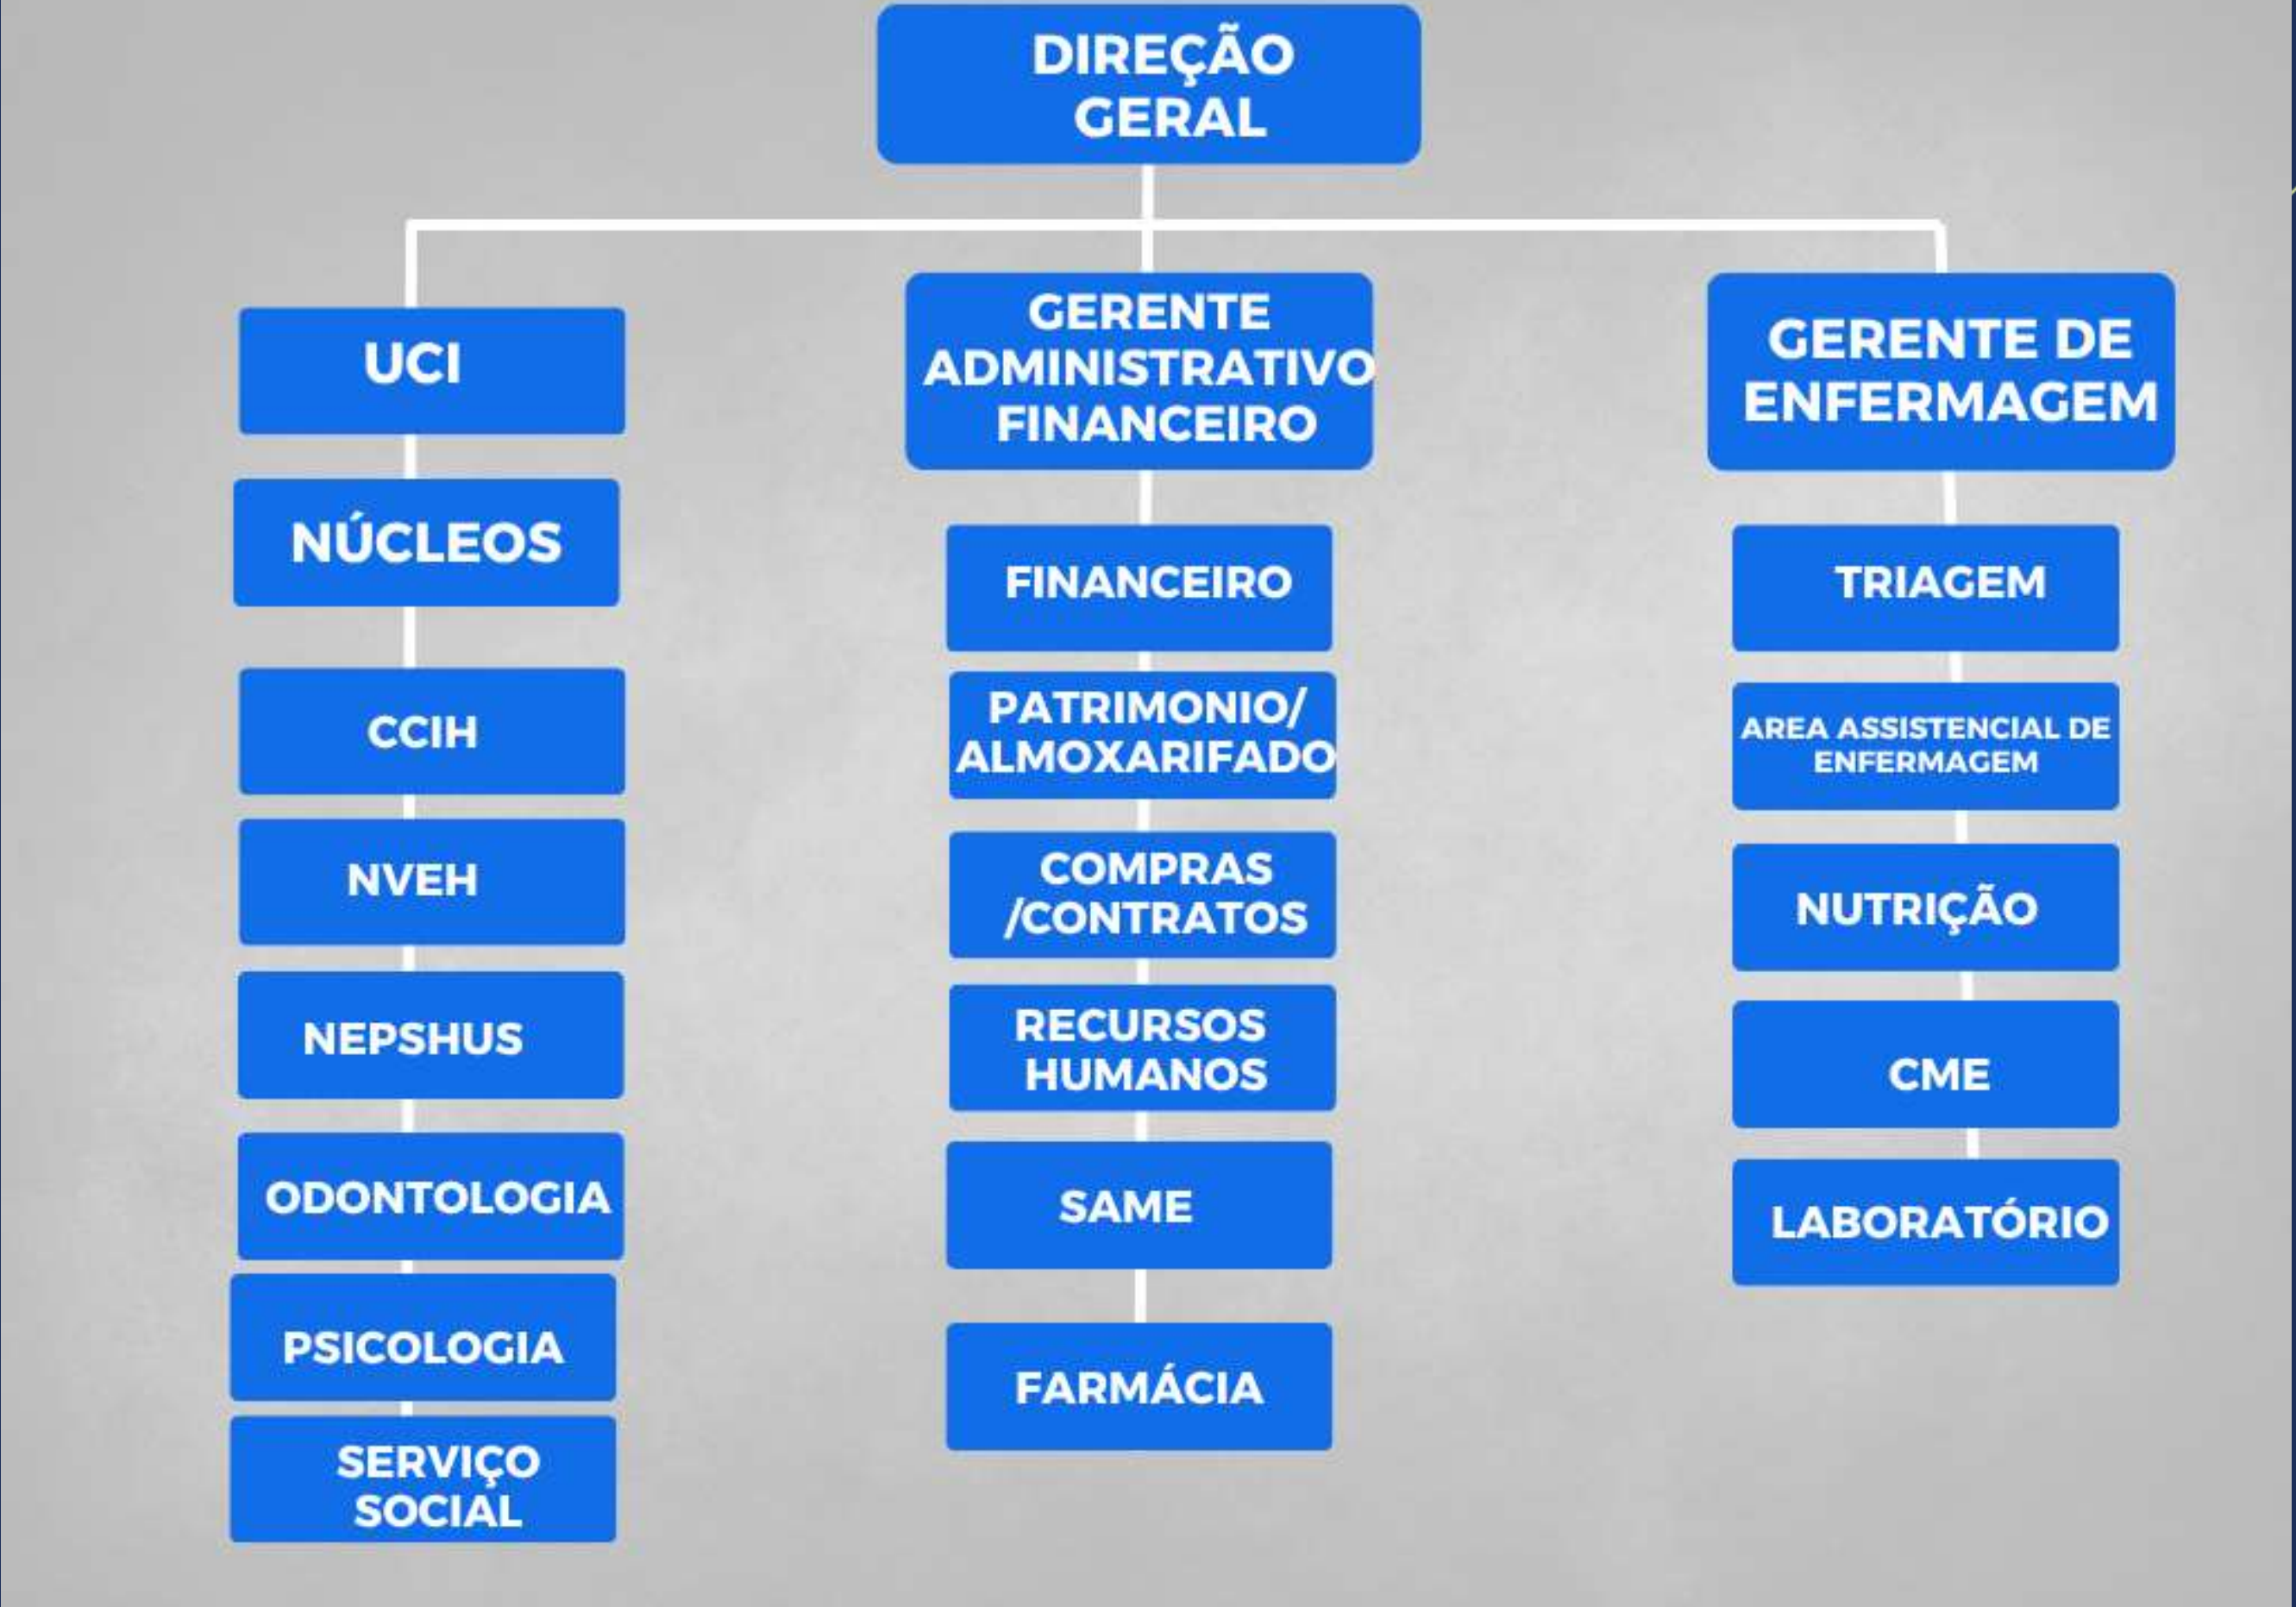 DIREÇÃO
GERAL
UCI
NÚCLEOS
CCIH
NVEH
NEPSHUS
ODONTOLOGIA
PSICOLOGIA
SERVIÇO
SOCIAL
GERENTE
ADMINISTRATIVO
FINANCEIRO
FINANCEIRO
PATRIMONIO/
ALMOXARIFADO
COMPRAS
/CONTRATOS
RECURSOS
HUMANOS
SAME
FARMÁCIA
GERENTE DE
ENFERMAGEM
TRIAGEM
AREA ASSISTENCIAL DE
ENFERMAGEM
NUTRIÇÃO
CME
LABORATÓRIO